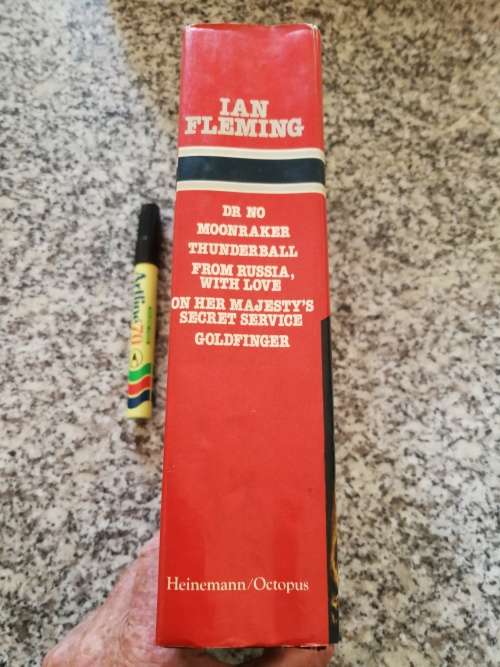 IAN
FLEMING
DR NO
MOONRAKER
THUNDERBALL
FROM RUSSIA,
WITH LOVE
ON HER MAJESTY'S
SECRET SERVICE
GOLDFINGER
Heinemann/Octopus
Artline 70